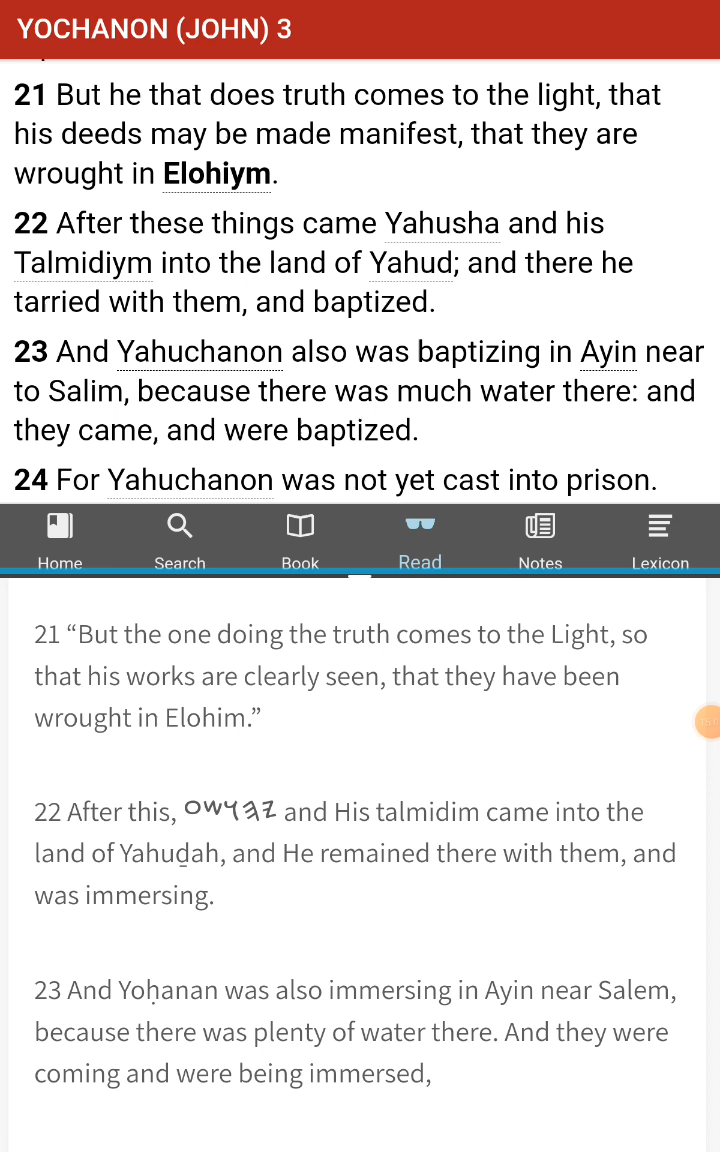 YOCHANON (JOHN) 3
21 But he that does truth comes to the light, that
his deeds may be made manifest, that they are
wrought in Elohiym.
22 After these things came Yahusha and his
Talmidiym into the land of Yahud; and there he
tarried with them, and baptized.
23 And Yahuchanon also was baptizing in Ayin near
to Salim, because there was much water there: and
they came, and were baptized.
24 For Yahuchanon was not yet cast into prison.
Home Search Book Read Notes Lexicon
21 “But the one doing the truth comes to the Light, so
that his works are clearly seen, that they have been
wrought in Elohim.”
22 After this, 𐤉𐤄𐤅𐤔𐤏 and His talmidim came into the
land of Yahuḏah, and He remained there with them, and
was immersing.
23 And Yoḥanan was also immersing in Ayin near Salem,
because there was plenty of water there. And they were
coming and were being immersed,